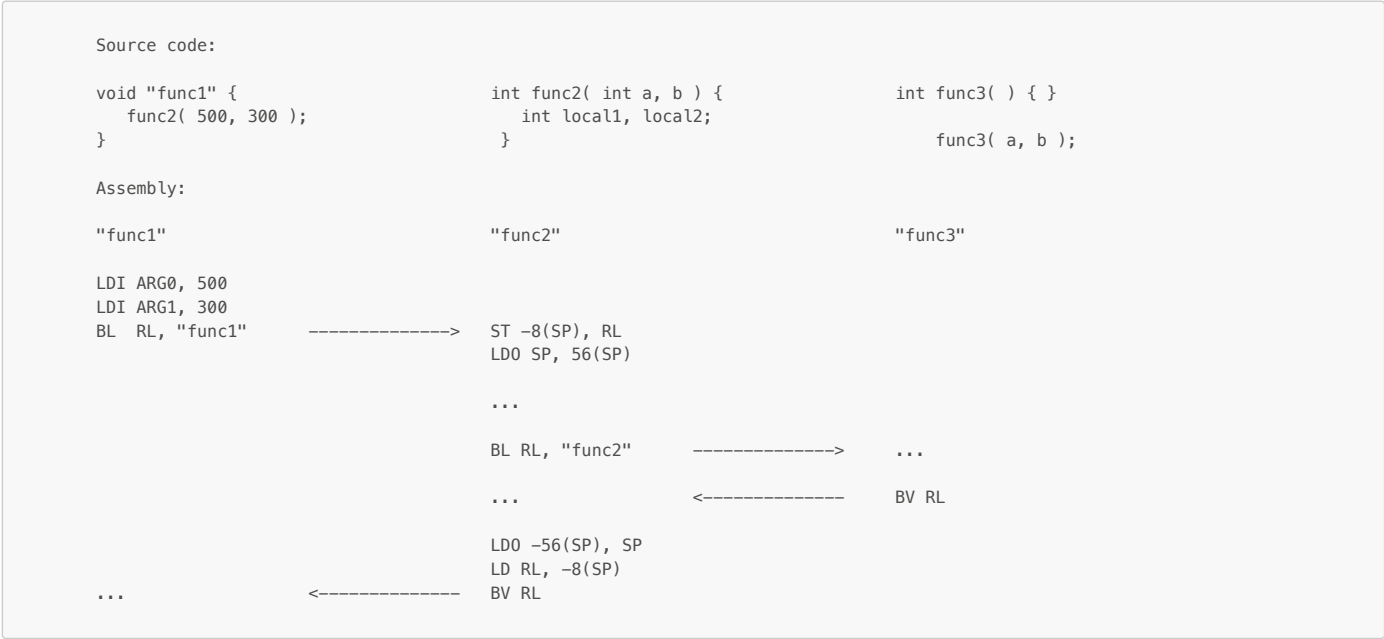 Source code:
void "func1" { int func2( int a, b ) { int func3( ) { }
func2( 500, 300 ); int local1, local2;
} } func3( a, b );
Assembly:
"func1" "func2" "func3"
LDI ARG0, 500
LDI ARG1, 300
BL RL, "func1" --------------> ST -8(SP), RL
LDO SP, 56(SP)
...
BL RL, "func2" --------------> ...
... <-------------- BV RL
LDO -56(SP), SP
LD RL, -8(SP)
... <-------------- BV RL